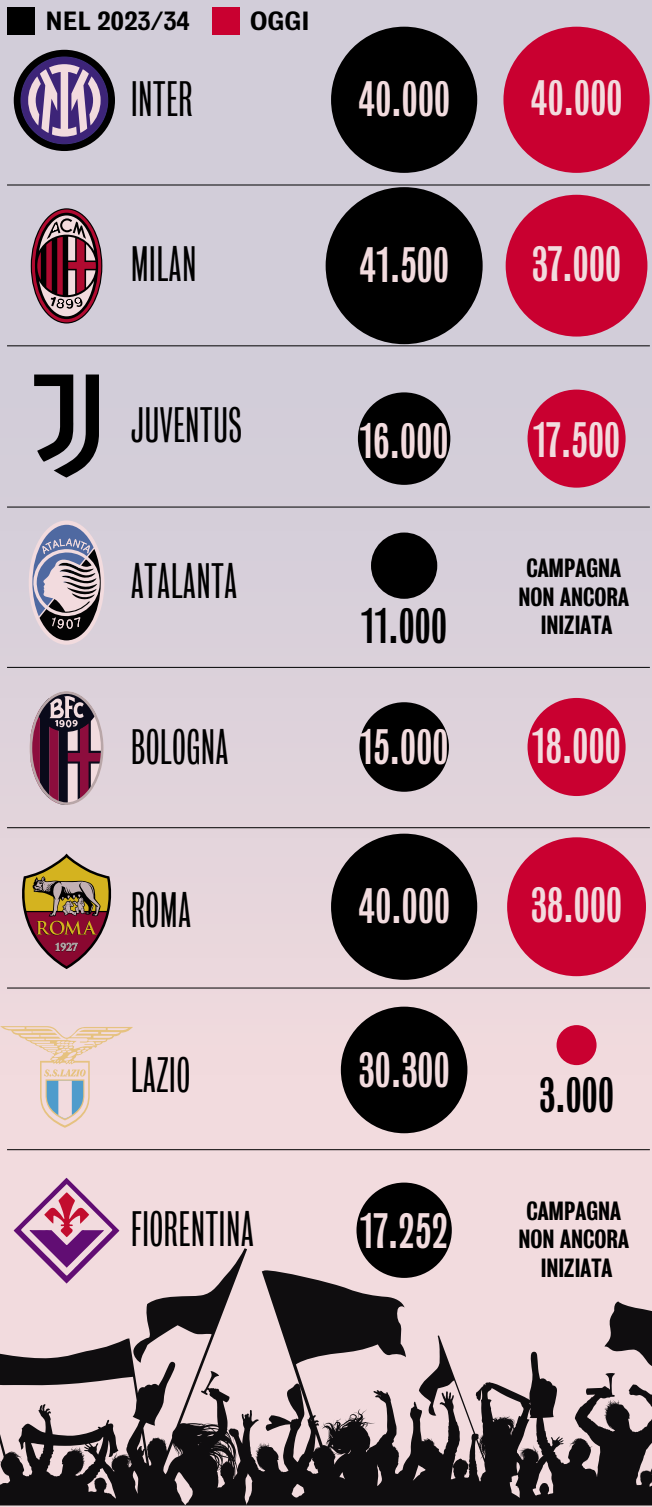 NEL 2023/34 OGGI
INTER 40.000 40.000
ACM
1899
MILAN 41.500 37.000
JUVENTUS 16.000 17.500
ATALANTA
1907
ATALANTA 11.000
CAMPAGNA
NON ANCORA
INIZIATA
BFC
1909
BOLOGNA 15.000 18.000
ROMA
1927
ROMA 40.000 38.000
S.S.LAZIO
LAZIO 30.300 3.000
FIORENTINA 17.252
CAMPAGNA
NON ANCORA
INIZIATA